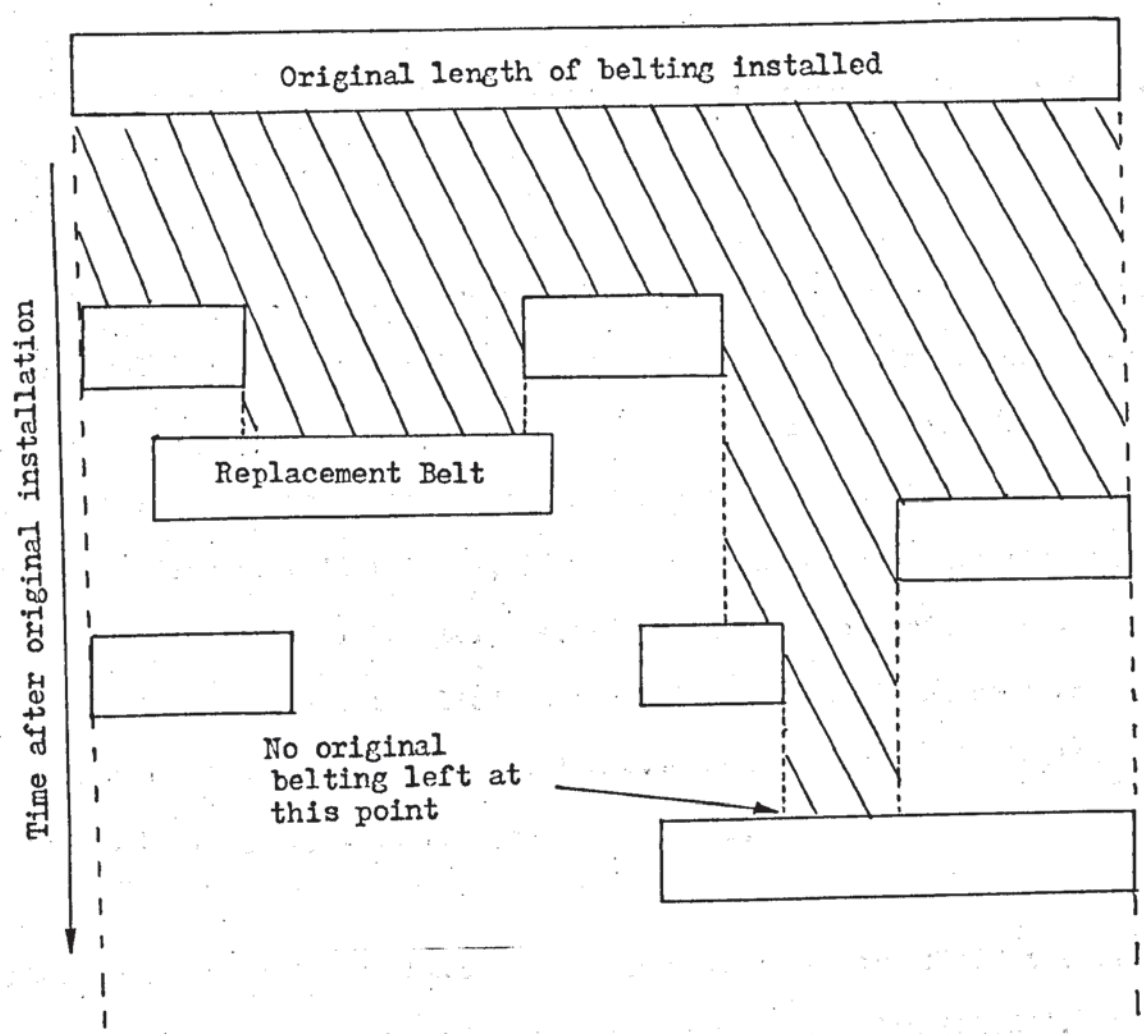 Original length of belting installed
Time after original installation
Replacement Belt
No original
belting left at
this point